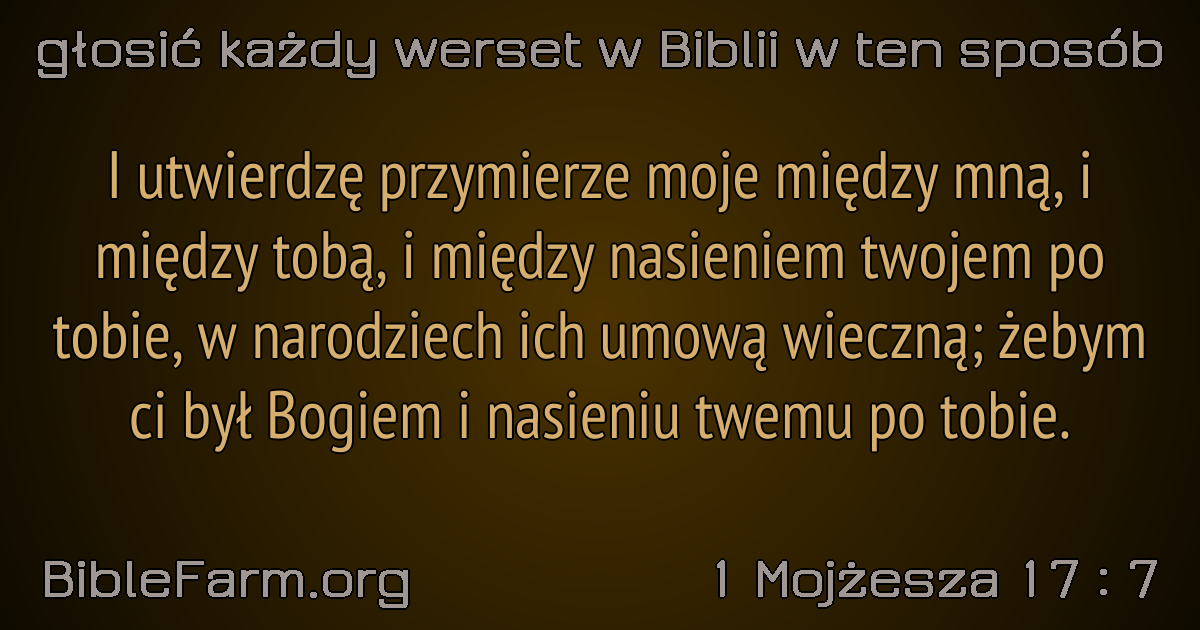 głosić każdy werset w Biblii w ten sposób
I utwierdzę przymierze moje między mną, i
między tobą, i między nasieniem twojem po
tobie, w narodziech ich umową wieczną; żebym
ci był Bogiem i nasieniu twemu po tobie.
BibleFarm.org
1 Mojżesza 17 : 7